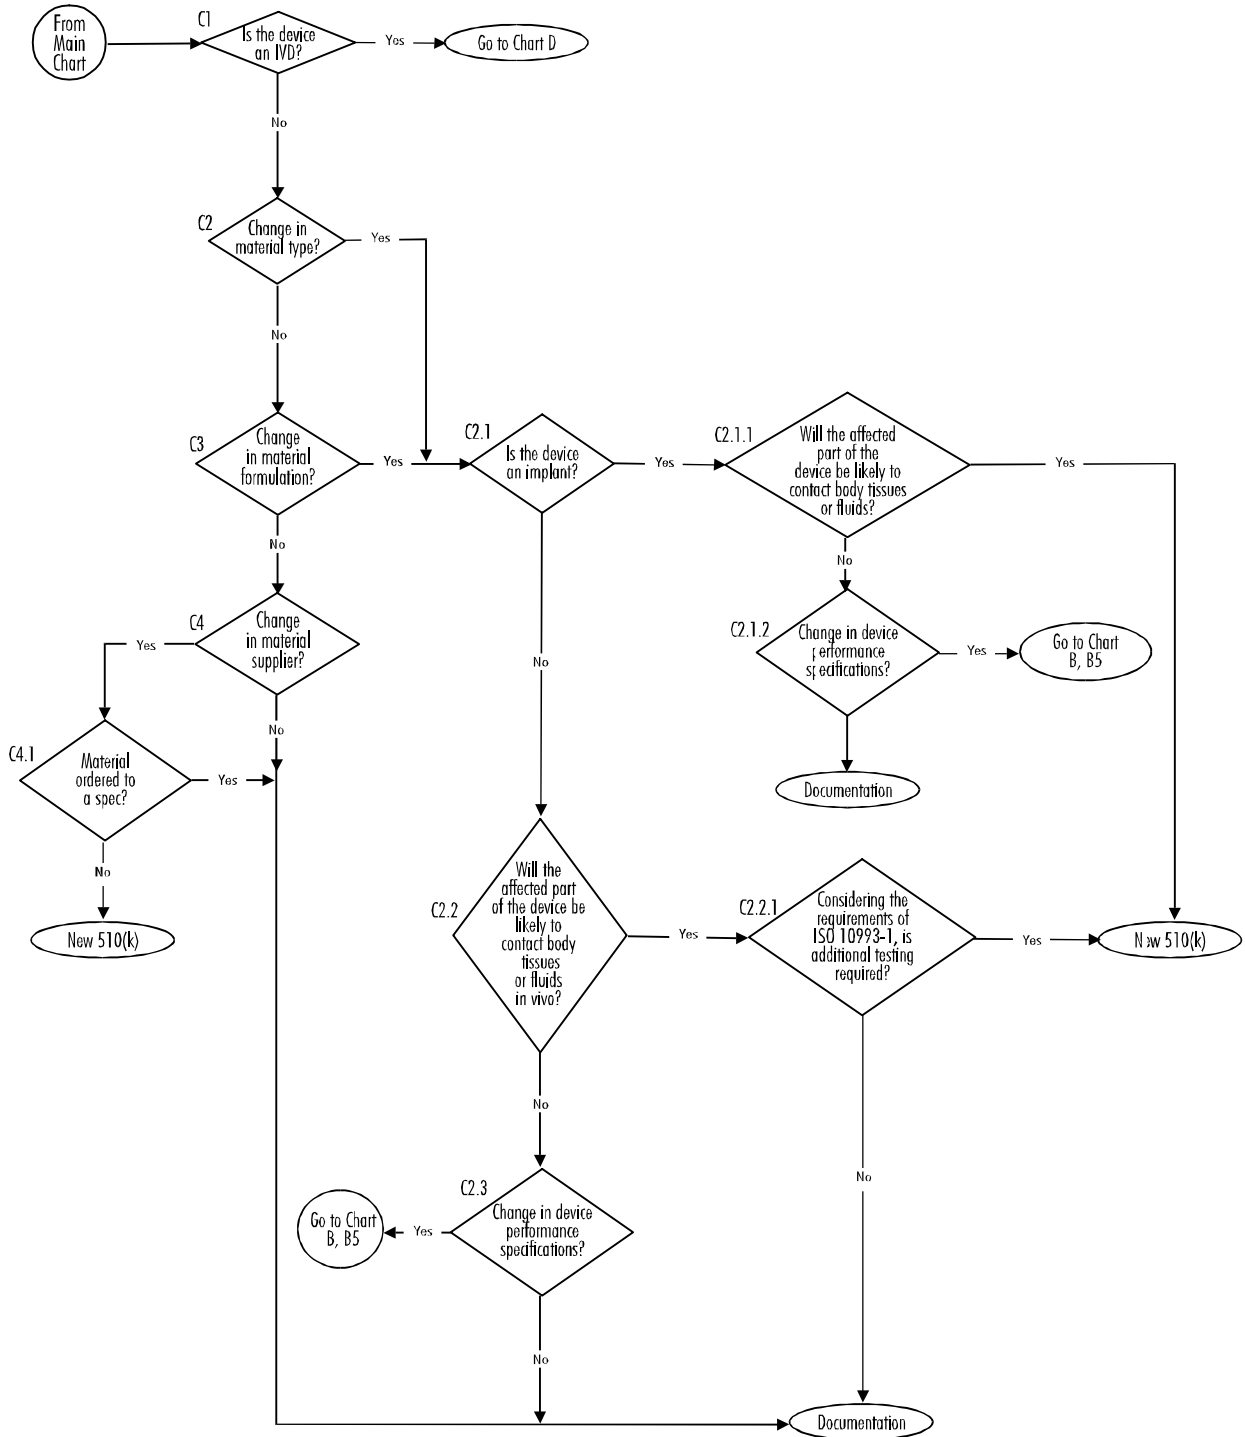 From
Main
Chart
C1
Is the device
an IVD?
Yes
Go to Chart D
No
C2
Change in
material type?
Yes
No
C3
Change
in material
formulation?
Yes
C2.1
Is the device
an implant?
Yes
C2.1.1
Will the affected
part of the
device be likely to
contact body tissues
or fluids?
Yes
No
No
C4
Change
in material
supplier?
Yes
C2.1.2
Change in device
performance
specifications?
Yes
Go to Chart
B, B5
No
No
C4.1
Material
ordered to
a spec?
Yes
Documentation
No
New 510(k)
C2.2
Will the
affected part
of the device be
likely to
contact body
tissues
or fluids
in vivo?
Yes
C2.2.1
Considering the
requirements of
ISO 10993-1, is
additional testing
required?
Yes
New 510(k)
No
No
C2.3
Change in device
performance
specifications?
Yes
Go to Chart
B, B5
No
Documentation